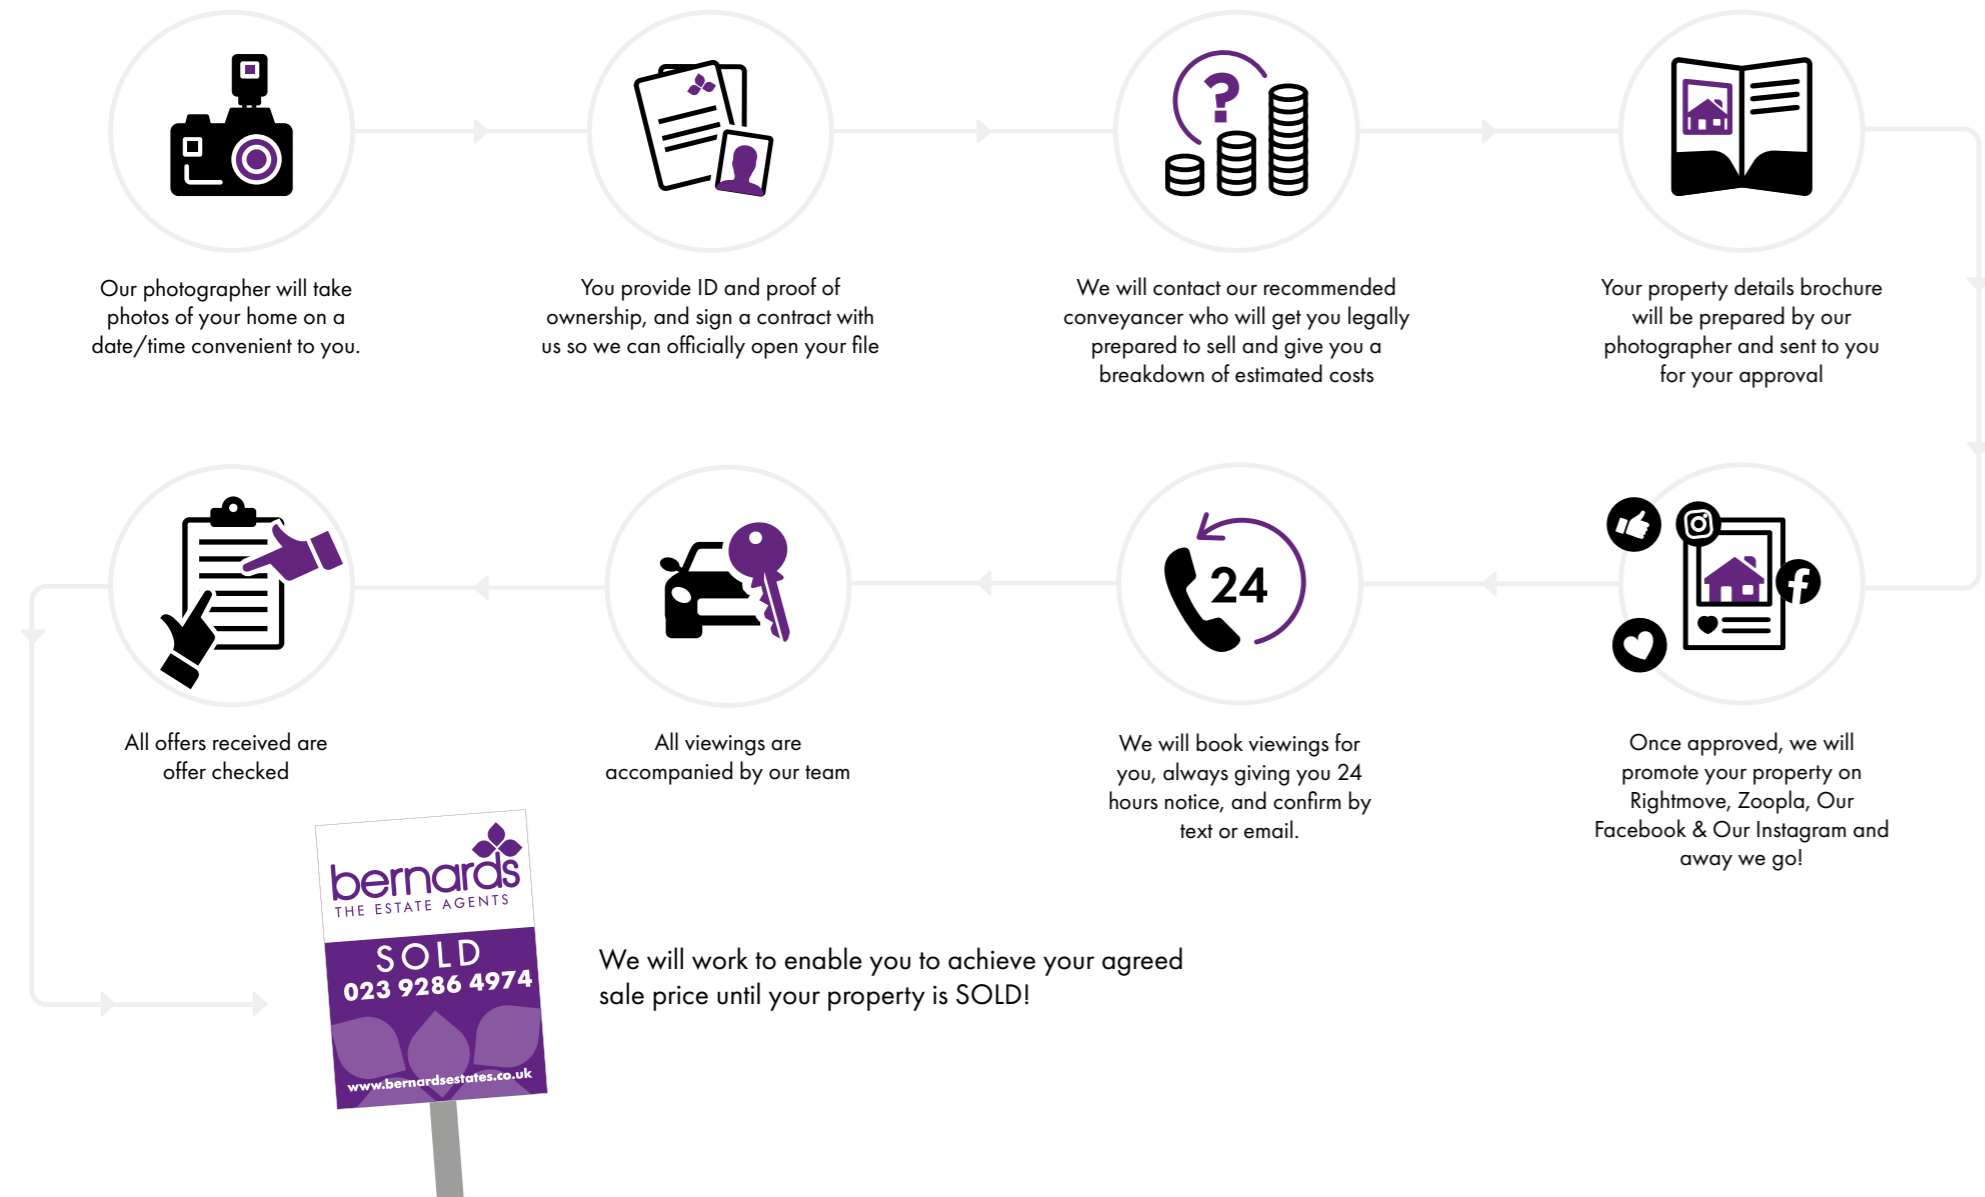 Our photographer will take
photos of your home on a
date/time convenient to you.
You provide ID and proof of
ownership, and sign a contract with
us so we can officially open your file
?
We will contact our recommended
conveyancer who will get you legally
prepared to sell and give you a
breakdown of estimated costs
Your property details brochure
will be prepared by our
photographer and sent to you
for your approval
Once approved, we will
promote your property on
Rightmove, Zoopla, Our
Facebook & Our Instagram and
away we go!
24
We will book viewings for
you, always giving you 24
hours notice, and confirm by
text or email.
All viewings are
accompanied by our team
All offers received are
offer checked
bernards
THE ESTATE AGENTS
SOLD
023 9286 4974
www.bernardsestates.co.uk
We will work to enable you to achieve your agreed
sale price until your property is SOLD!